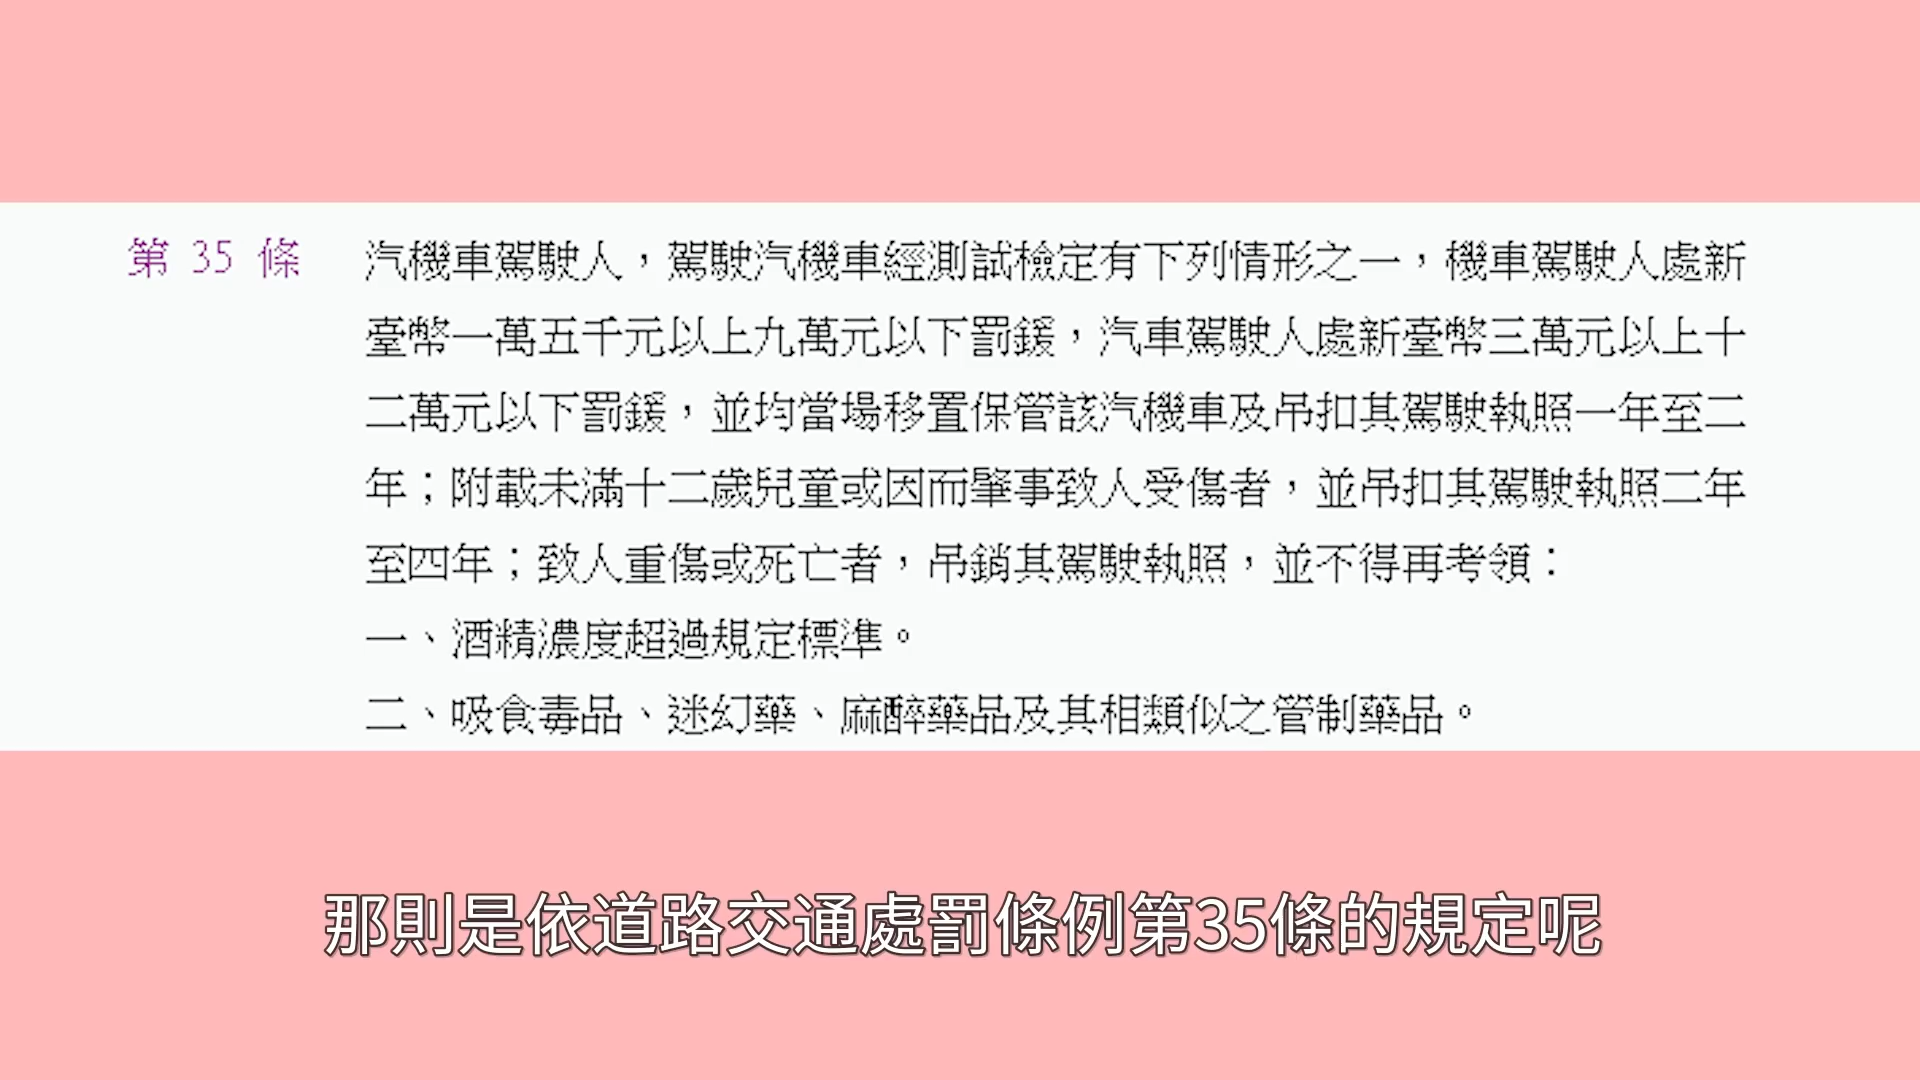 第 35 條 汽機車駕駛人，駕駛汽機車經測試檢定有下列情形之一，機車駕駛人處新
臺幣一萬五千元以上九萬元以下罰鍰，汽車駕駛人處新臺幣三萬元以上十
二萬元以下罰鍰，並均當場移置保管該汽機車及吊扣其駕駛執照一年至二
年；附載未滿十二歲兒童或因而肇事致人受傷者，並吊扣其駕駛執照二年
至四年；致人重傷或死亡者，吊銷其駕駛執照，並不得再考領：
一、酒精濃度超過規定標準。
二、吸食毒品、迷幻藥、麻醉藥品及其相類似之管制藥品。
那則是依道路交通處罰條例第35條的規定呢